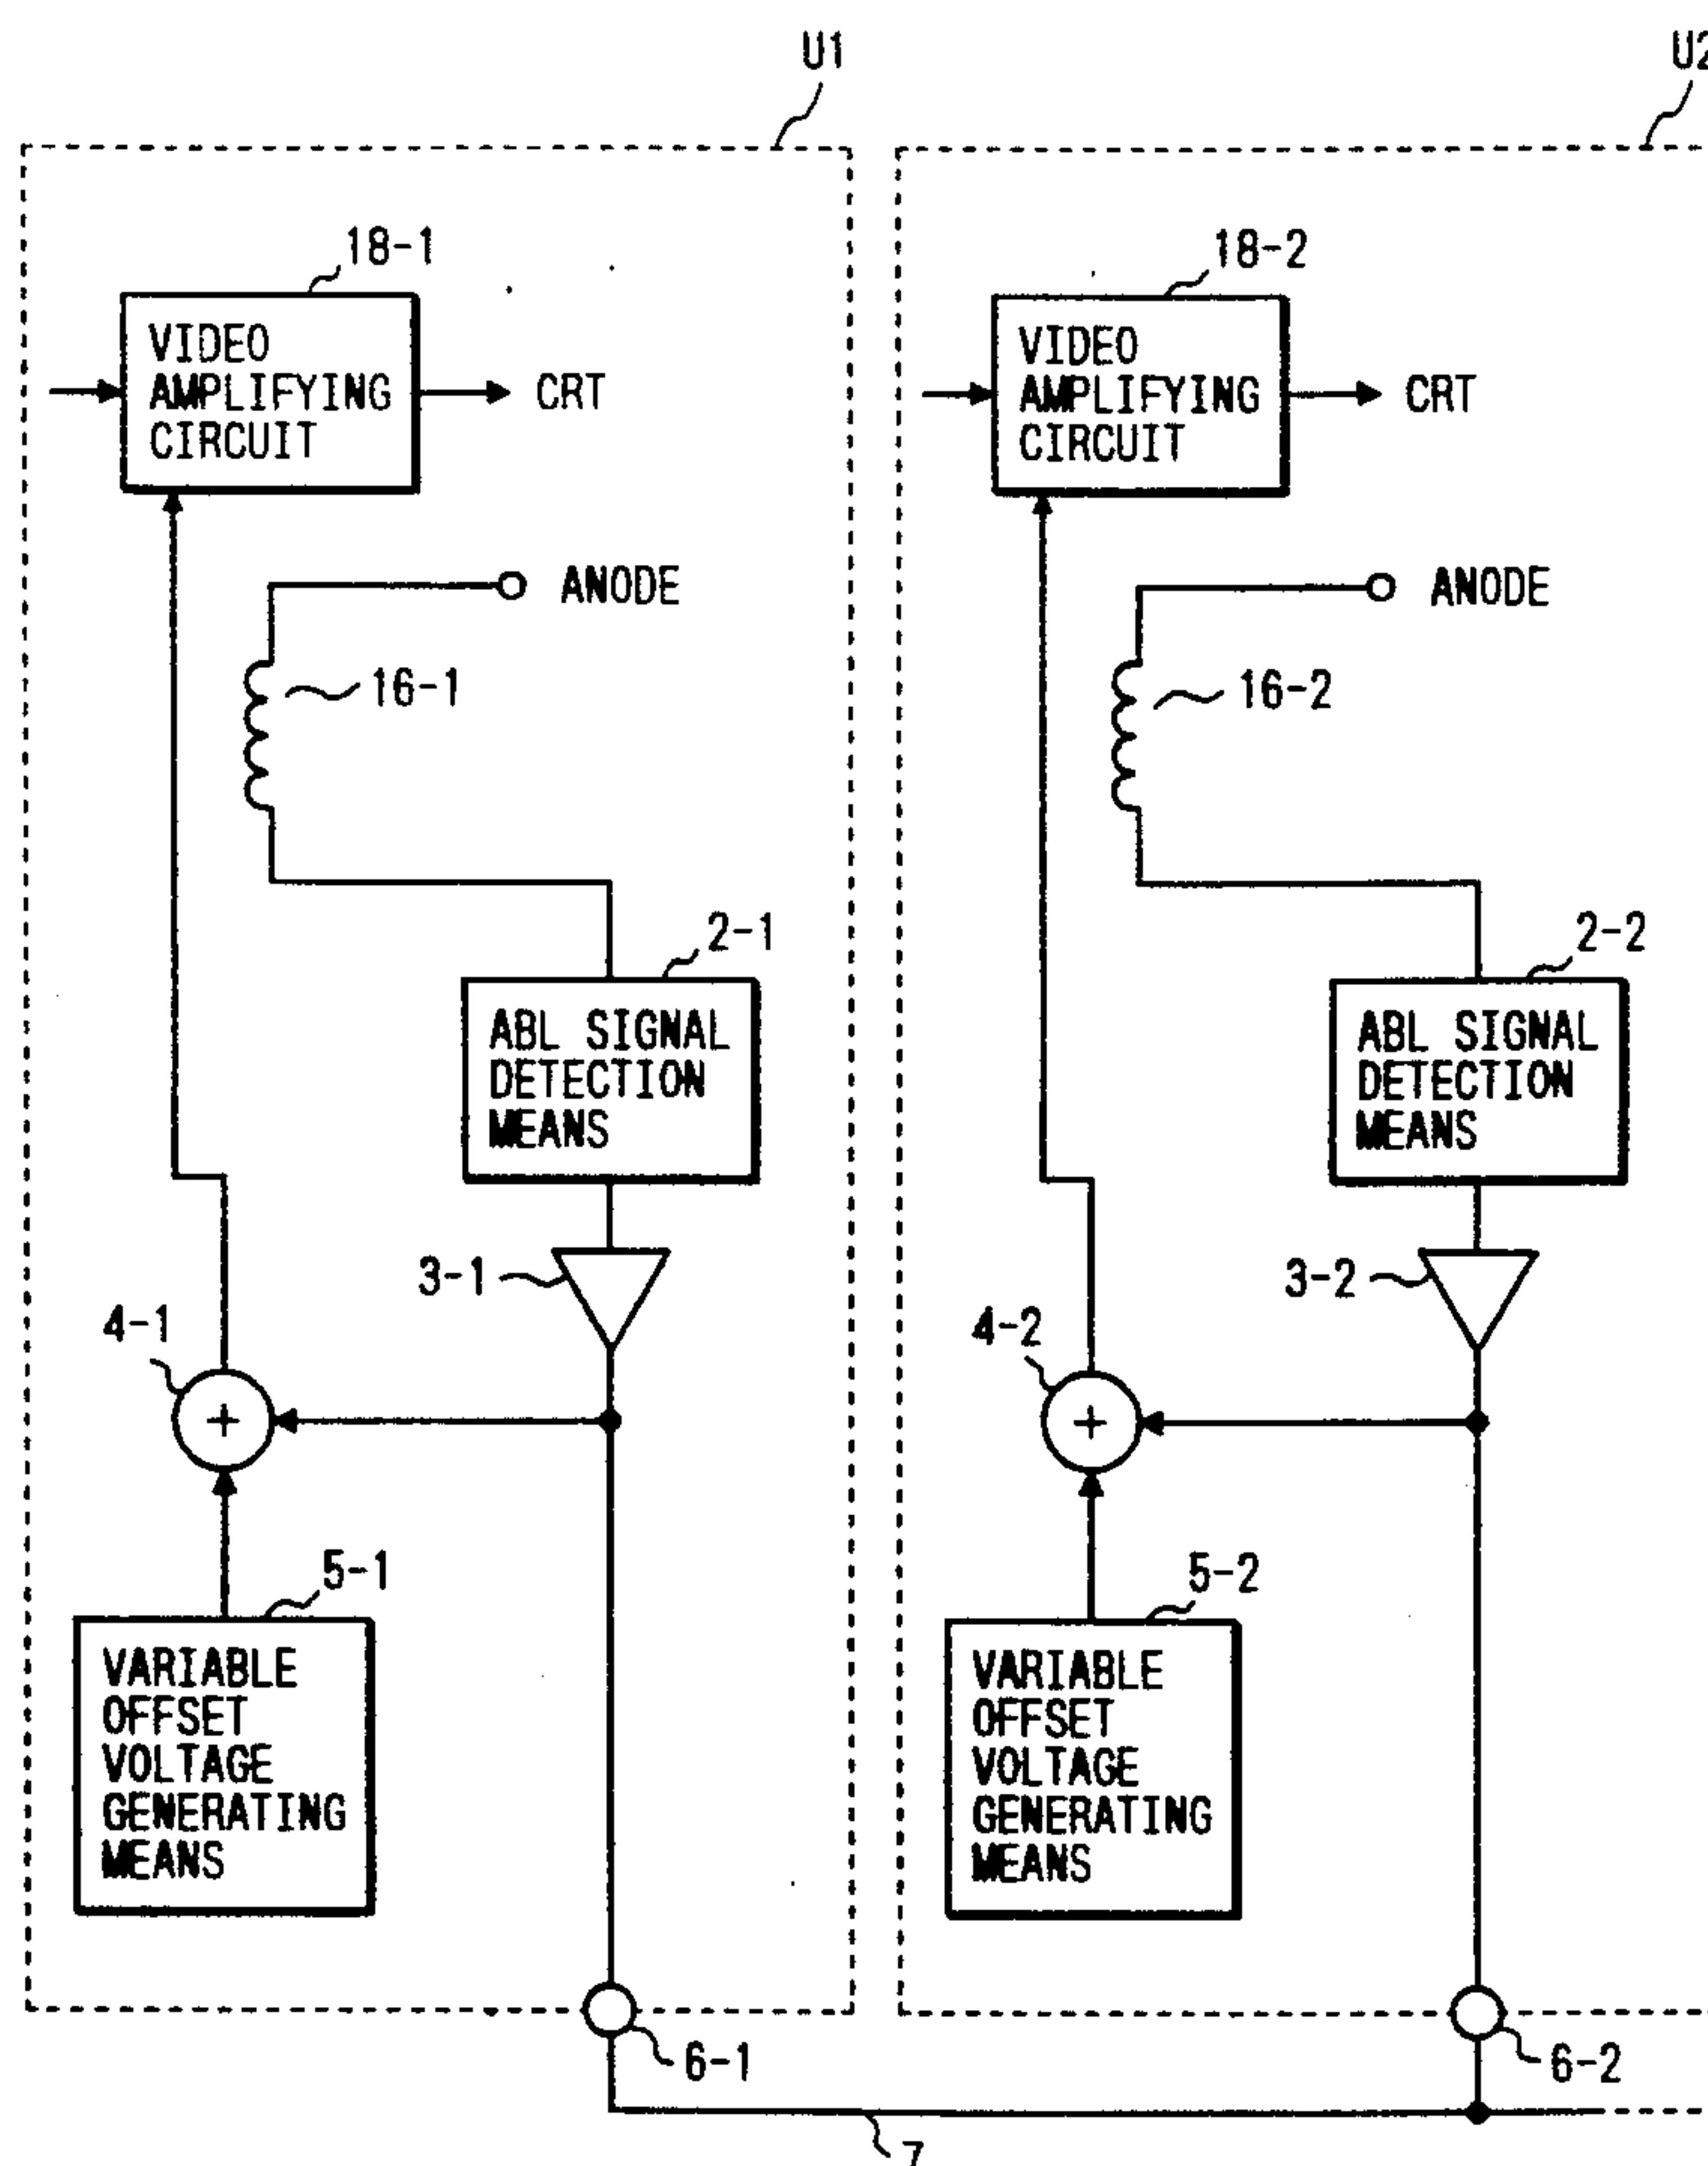 U1
U2
18-1
18-2
VIDEO
AMPLIFYING
CIRCUIT
CRT
VIDEO
AMPLIFYING
CIRCUIT
CRT
ANODE
ANODE
16-1
16-2
2-1
2-2
ABL SIGNAL
DETECTION
MEANS
ABL SIGNAL
DETECTION
MEANS
3-1
3-2
4-1
4-2
+
+
5-1
5-2
VARIABLE
OFFSET
VOLTAGE
GENERATING
MEANS
VARIABLE
OFFSET
VOLTAGE
GENERATING
MEANS
6-1
6-2
7